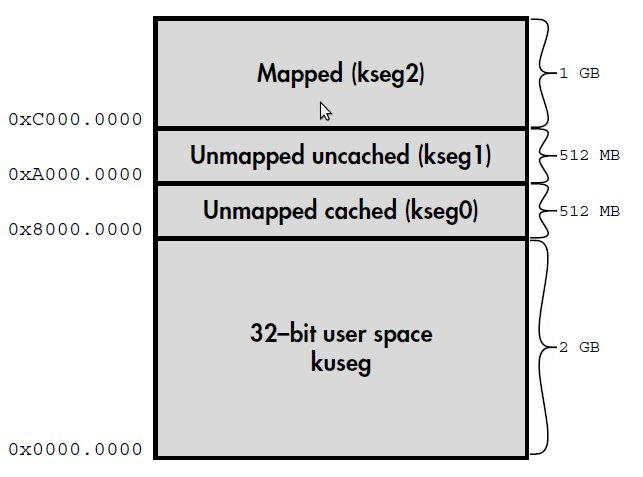 Mapped (kseg2)
1 GB
0xC000.0000
Unmapped uncached (kseg1)
512 MB
0xA000.0000
Unmapped cached (kseg0)
512 MB
0x8000.0000
32–bit user space
kuseg
2 GB
0x0000.0000